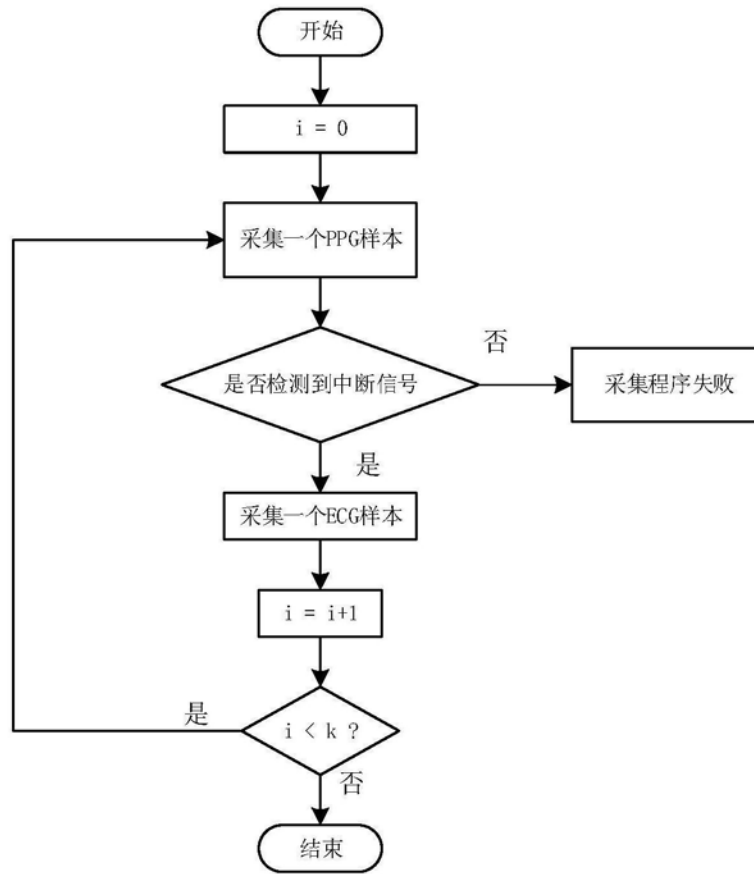 开始
i = 0
采集一个PPG样本
是否检测到中断信号
否
采集程序失败
是
采集一个ECG样本
i = i+1
i < k ?
是
否
结束